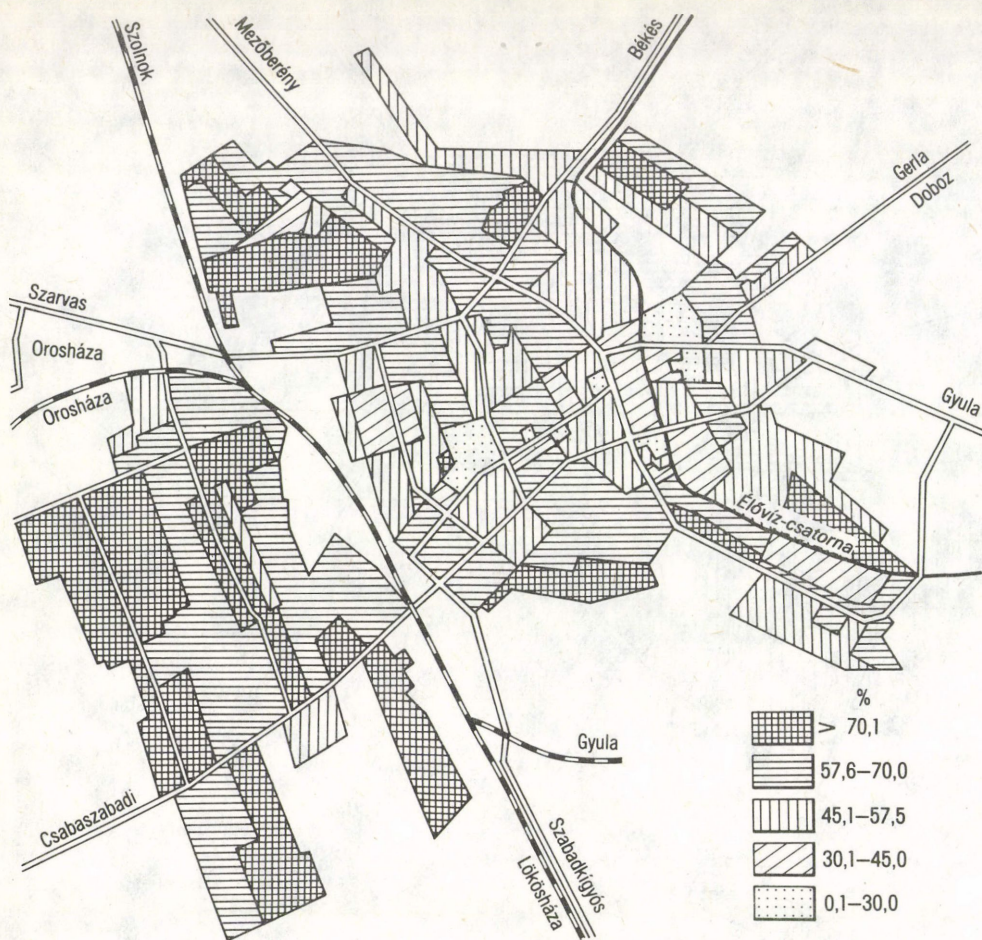 Szolnok
Mezőberény
Békés
Gerla
Doboz
Szarvas
Orosháza
Orosháza
Gyula
Élővíz-csatorna
Gyula
Csabaszabadi
Szabadkígyós
Lökösháza
%
> 70,1
57,6–70,0
45,1–57,5
30,1–45,0
0,1–30,0